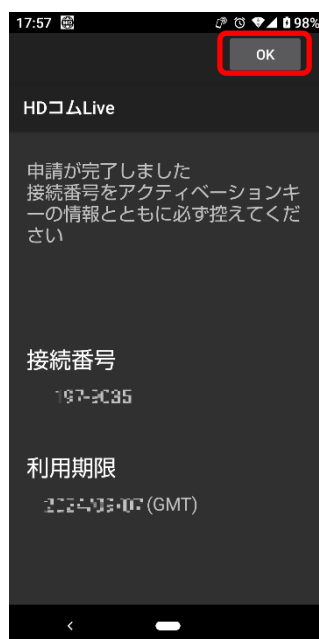 17:57
98%
OK
HDコムLive
申請が完了しました
接続番号をアクティベーションキ
ーの情報とともに必ず控えてくだ
さい
接続番号
利用期限
(GMT)